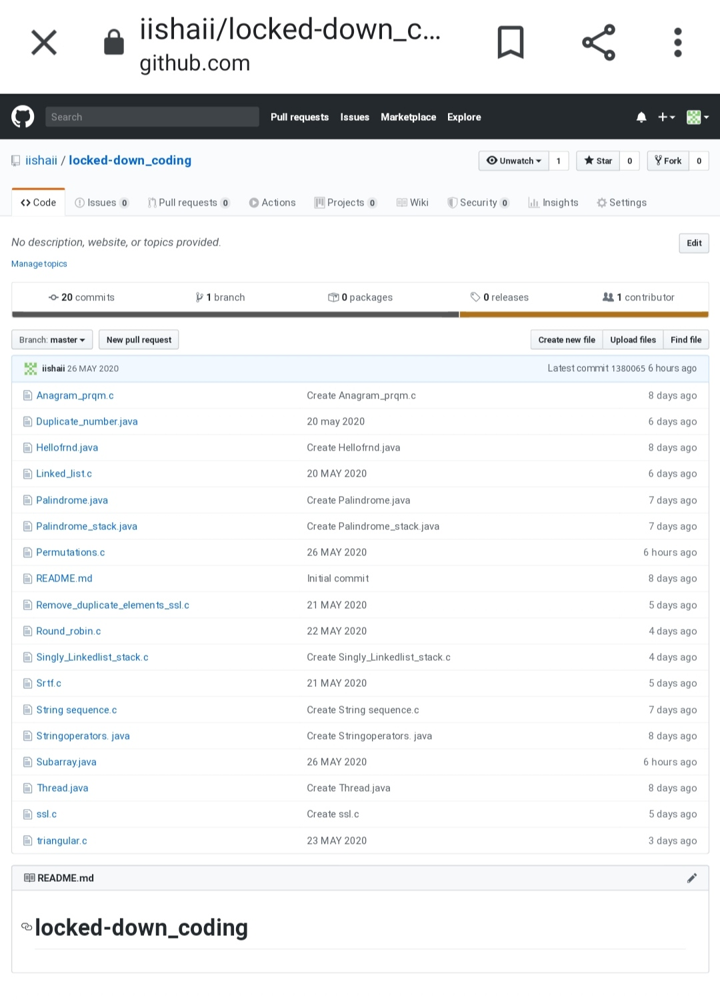 iishaii/locked-down_c...
github.com
Search Pull requests Issues Marketplace Explore
iishaii / locked-down_coding Unwatch 1 Star 0 Fork 0
Code Issues 0 Pull requests 0 Actions Projects 0 Wiki Security 0 Insights Settings
No description, website, or topics provided. Edit
Manage topics
20 commits 1 branch 0 packages 0 releases 1 contributor
Branch: master New pull request Create new file Upload files Find file
iishaii 26 MAY 2020 Latest commit 1380065 6 hours ago
Anagram_prqm.c Create Anagram_prqm.c 8 days ago
Duplicate_number.java 20 may 2020 6 days ago
Hellofrnd.java Create Hellofrnd.java 8 days ago
Linked_list.c 20 MAY 2020 6 days ago
Palindrome.java Create Palindrome.java 7 days ago
Palindrome_stack.java Create Palindrome_stack.java 7 days ago
Permutations.c 26 MAY 2020 6 hours ago
README.md Initial commit 8 days ago
Remove_duplicate_elements_ssl.c 21 MAY 2020 5 days ago
Round_robin.c 22 MAY 2020 4 days ago
Singly_Linkedlist_stack.c Create Singly_Linkedlist_stack.c 4 days ago
Srtf.c 21 MAY 2020 5 days ago
String sequence.c Create String sequence.c 7 days ago
Stringoperators. java Create Stringoperators. java 8 days ago
Subarray.java 26 MAY 2020 6 hours ago
Thread.java Create Thread.java 8 days ago
ssl.c Create ssl.c 5 days ago
triangular.c 23 MAY 2020 3 days ago
README.md
locked-down_coding